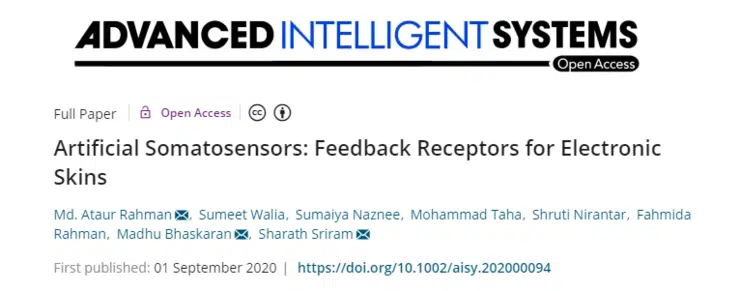 ADVANCED INTELLIGENT SYSTEMS
Open Access
Full Paper Open Access
Artificial Somatosensors: Feedback Receptors for Electronic
Skins
Md. Ataur Rahman, Sumeet Walia, Sumaiya Naznee, Mohammad Taha, Shruti Nirantar, Fahmida
Rahman, Madhu Bhaskaran, Sharath Sriram
First published: 01 September 2020 | https://doi.org/10.1002/aisy.202000094